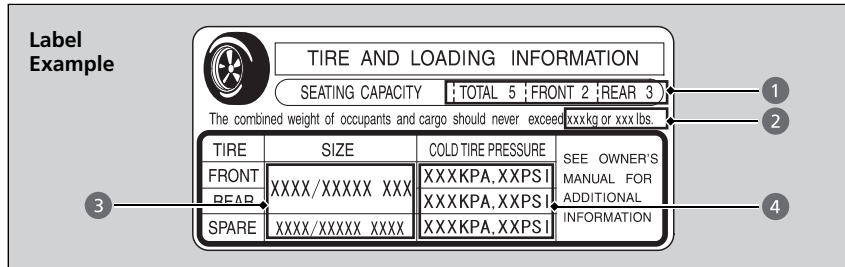 Label
Example
TIRE AND LOADING INFORMATION
SEATING CAPACITY TOTAL 5 FRONT 2 REAR 3
1
The combined weight of occupants and cargo should never exceed xxxkg or xxx lbs.
2
TIRE SIZE COLD TIRE PRESSURE SEE OWNER'S
FRONT XXXX/XXXXX XXX XXXKPA,XXPSI MANUAL FOR
REAR XXXKPA,XXPSI ADDITIONAL
3
4
SPARE XXXX/XXXXX XXXX XXXKPA,XXPSI INFORMATION